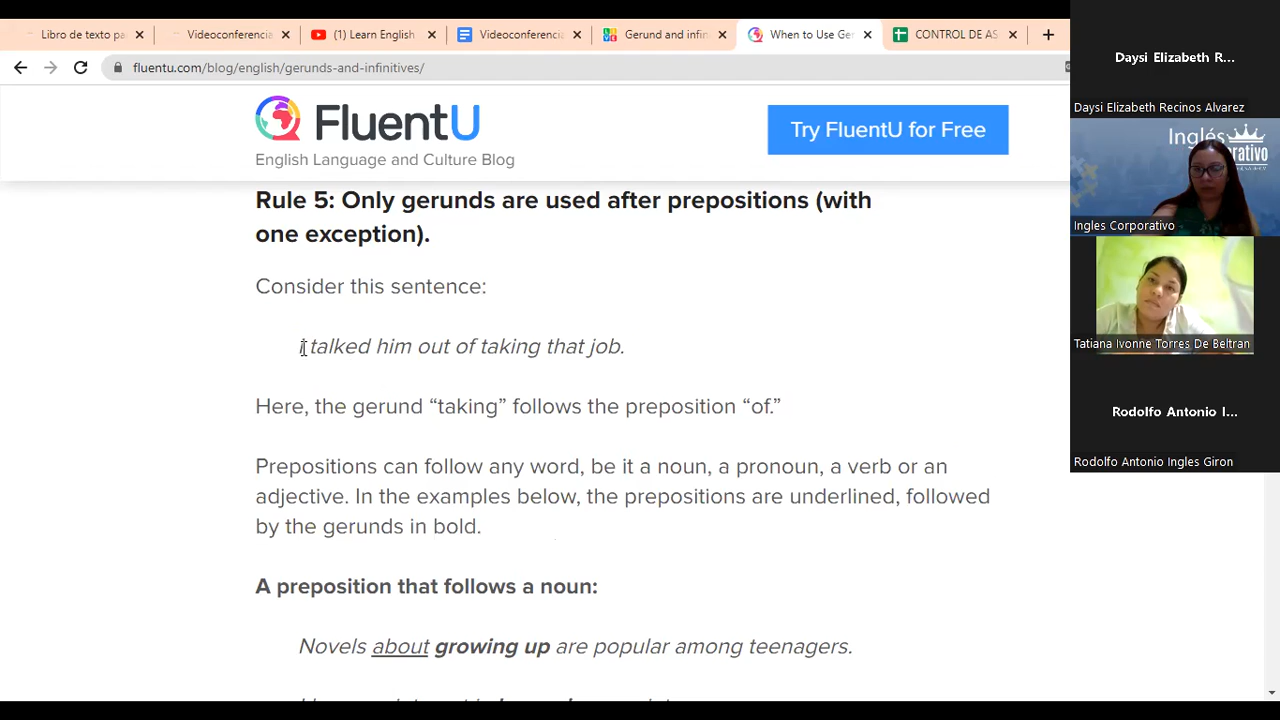 Libro de texto pa
Videoconferencia
(1) Learn English
Videoconferencia
Gerund and infin
When to Use Ger
CONTROL DE AS
fluentu.com/blog/english/gerunds-and-infinitives/
FluentU
English Language and Culture Blog
Try FluentU for Free
Rule 5: Only gerunds are used after prepositions (with
one exception).
Consider this sentence:
I talked him out of taking that job.
Here, the gerund “taking” follows the preposition “of.”
Prepositions can follow any word, be it a noun, a pronoun, a verb or an
adjective. In the examples below, the prepositions are underlined, followed
by the gerunds in bold.
A preposition that follows a noun:
Novels about growing up are popular among teenagers.
Daysi Elizabeth R...
Daysi Elizabeth Recinos Alvarez
Inglés
Ingles Corporativo
Tatiana Ivonne Torres De Beltran
Rodolfo Antonio I...
Rodolfo Antonio Ingles Giron